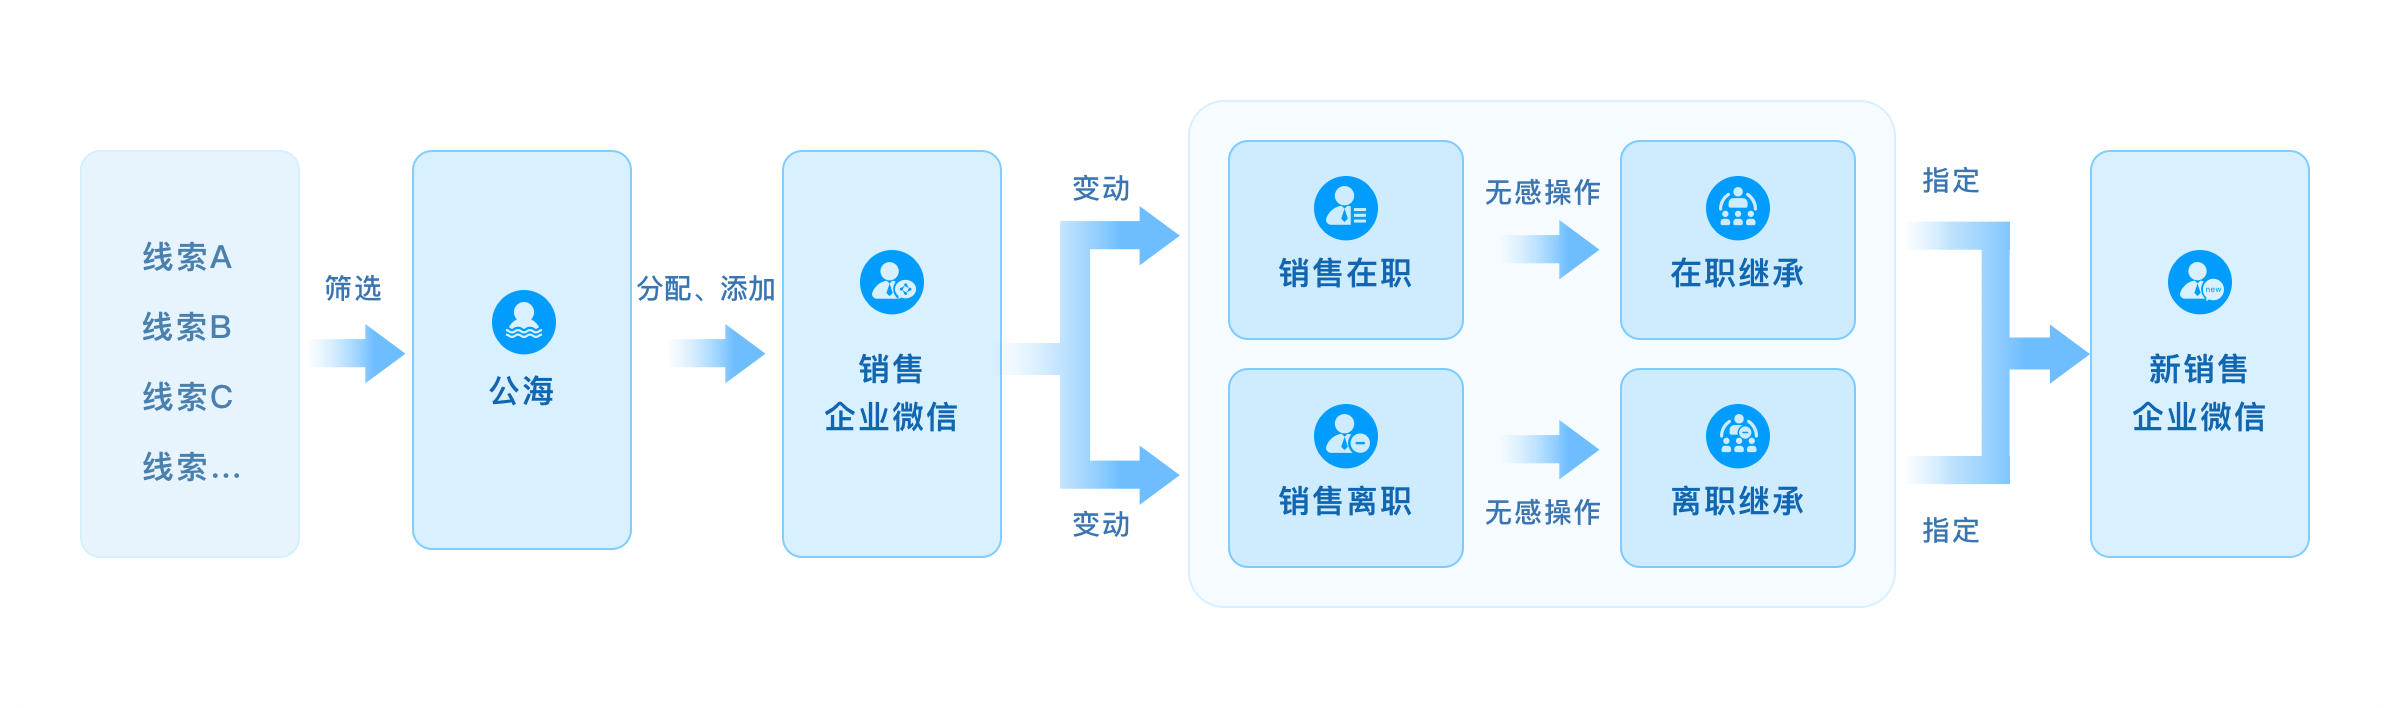 线索A
线索B
线索C
线索...
筛选
公海
分配、添加
销售
企业微信
变动
变动
销售在职
无感操作
在职继承
销售离职
无感操作
离职继承
指定
指定
new
新销售
企业微信